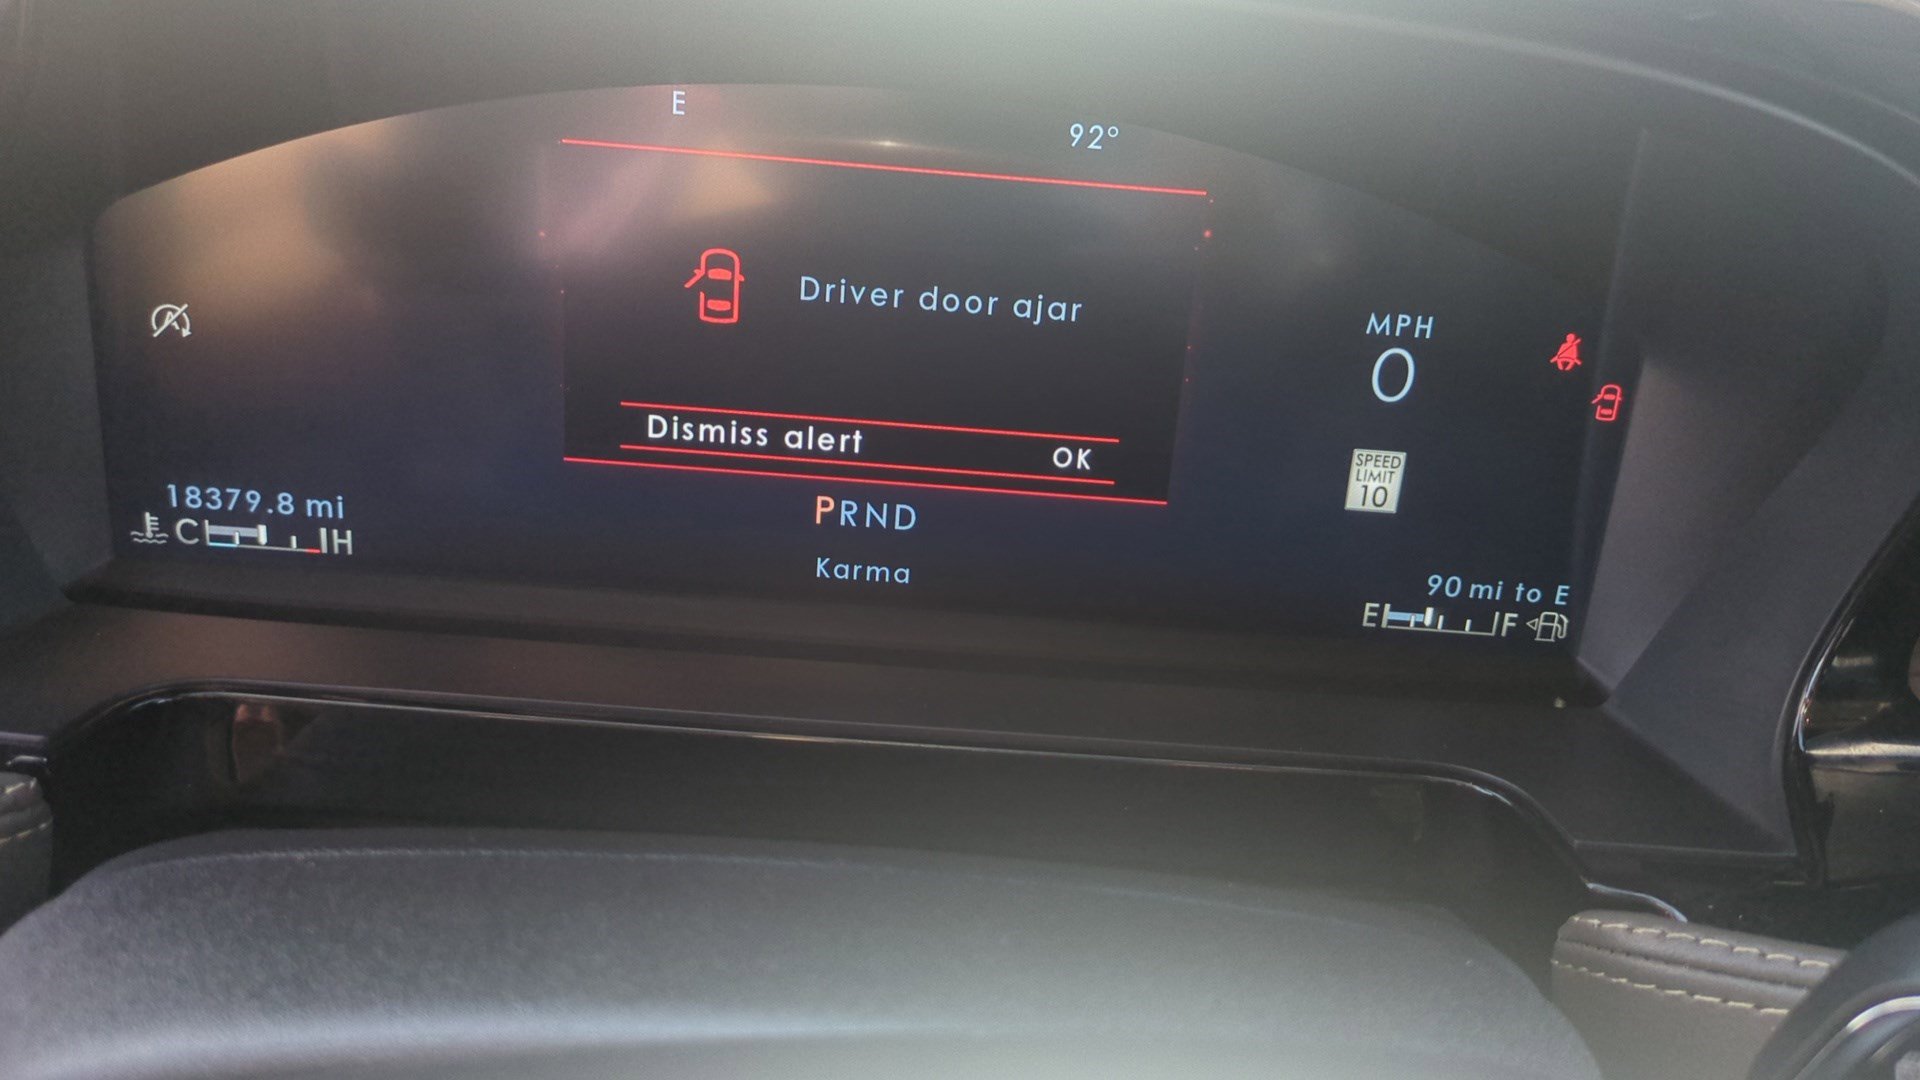 E
92°
Driver door ajar
MPH
0
Dismiss alert
OK
SPEED
LIMIT
10
18379.8 mi
C H
PRND
Karma
90 mi to E
E F